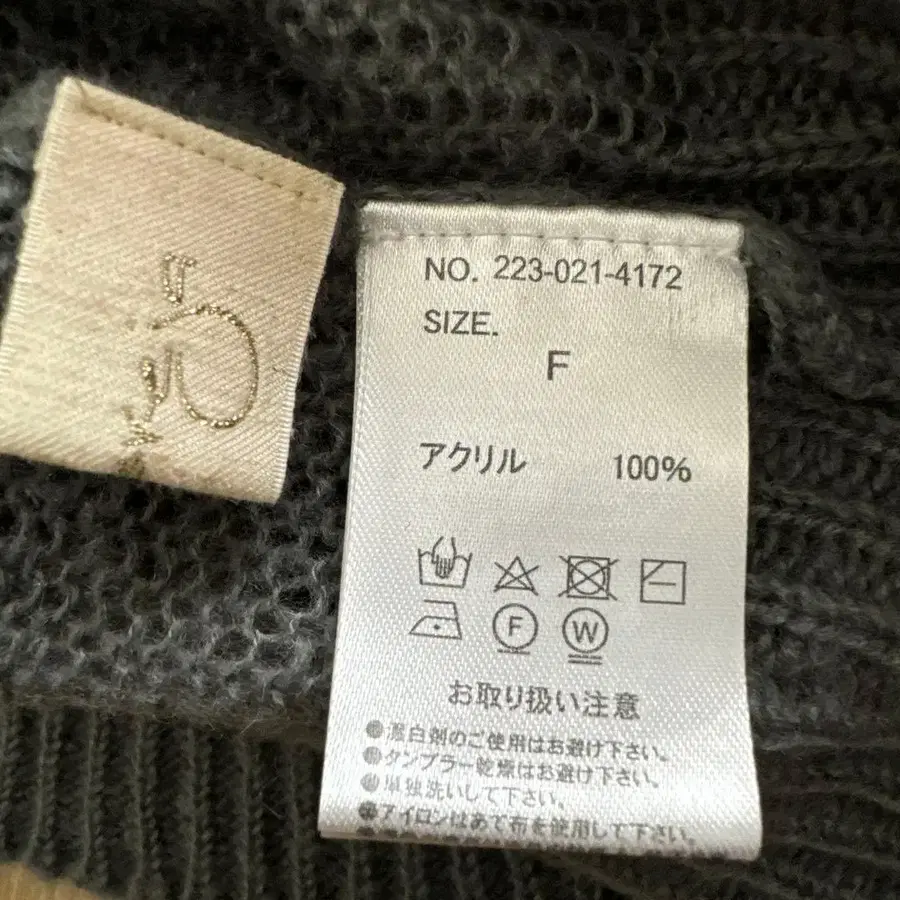 NO. 223-021-4172
SIZE.
F
アクリル 100%
F W
お取り扱い注意
●漂白剤のご使用はお避け下さい。
●タンブラー乾燥はお避け下さい。
●単独洗いして下さい。
●アイロンはあて布を使用して下さい。